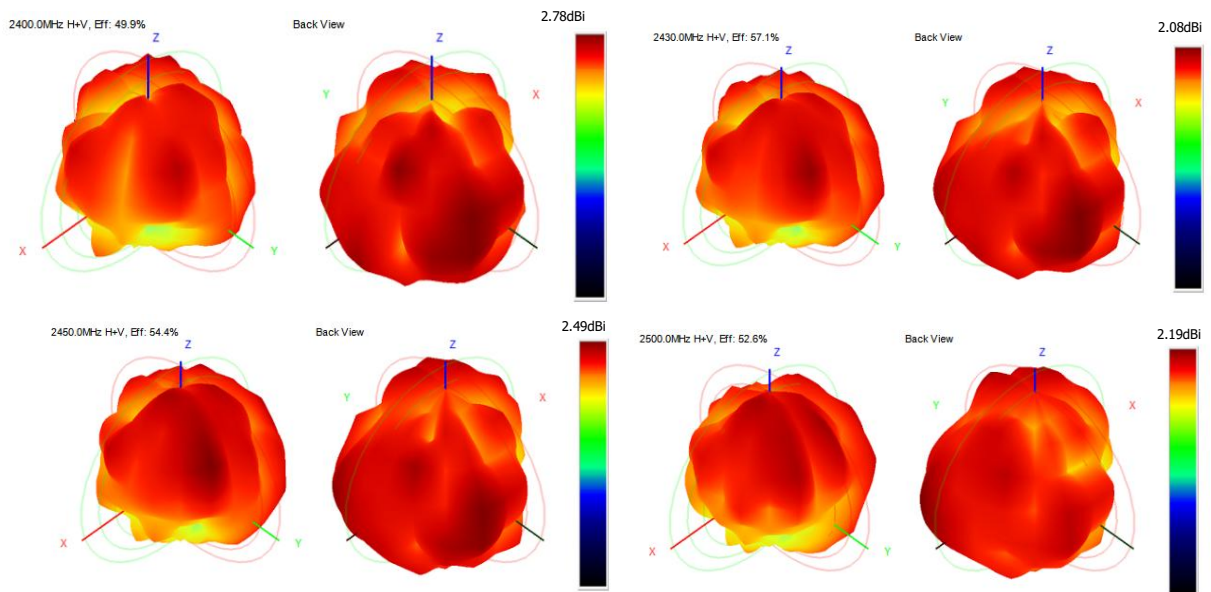 2400.0MHz H+V, Eff: 49.9%
Back View
2.78dBi
Z
Z
Y
X
X
Y
2430.0MHz H+V, Eff: 57.1%
Back View
2.08dBi
Z
Z
Y
X
X
Y
2450.0MHz H+V, Eff: 54.4%
Back View
2.49dBi
Z
Z
Y
X
X
Y
2500.0MHz H+V, Eff: 52.6%
Back View
2.19dBi
Z
Z
Y
X
X
Y